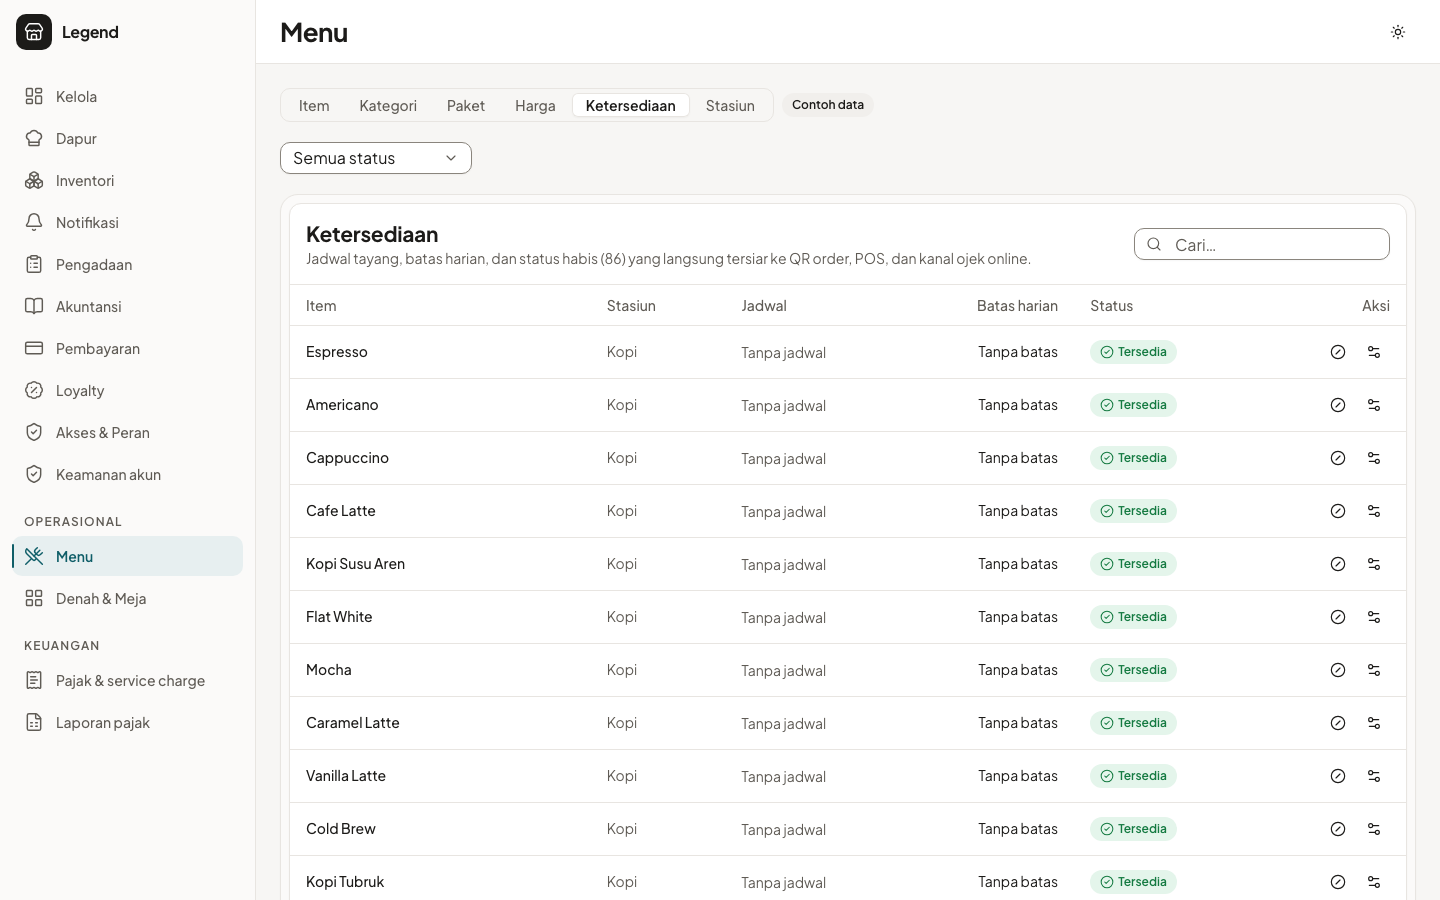 Legend
Menu
Kelola
Dapur
Inventori
Notifikasi
Pengadaan
Akuntansi
Pembayaran
Loyalty
Akses & Peran
Keamanan akun
OPERASIONAL
Menu
Denah & Meja
KEUANGAN
Pajak & service charge
Laporan pajak
Item Kategori Paket Harga Ketersediaan Stasiun Contoh data
Semua status
Ketersediaan
Jadwal tayang, batas harian, dan status habis (86) yang langsung tersiar ke QR order, POS, dan kanal ojek online.
Cari...
Item Stasiun Jadwal Batas harian Status Aksi
Espresso Kopi Tanpa jadwal Tanpa batas Tersedia
Americano Kopi Tanpa jadwal Tanpa batas Tersedia
Cappuccino Kopi Tanpa jadwal Tanpa batas Tersedia
Cafe Latte Kopi Tanpa jadwal Tanpa batas Tersedia
Kopi Susu Aren Kopi Tanpa jadwal Tanpa batas Tersedia
Flat White Kopi Tanpa jadwal Tanpa batas Tersedia
Mocha Kopi Tanpa jadwal Tanpa batas Tersedia
Caramel Latte Kopi Tanpa jadwal Tanpa batas Tersedia
Vanilla Latte Kopi Tanpa jadwal Tanpa batas Tersedia
Cold Brew Kopi Tanpa jadwal Tanpa batas Tersedia
Kopi Tubruk Kopi Tanpa jadwal Tanpa batas Tersedia